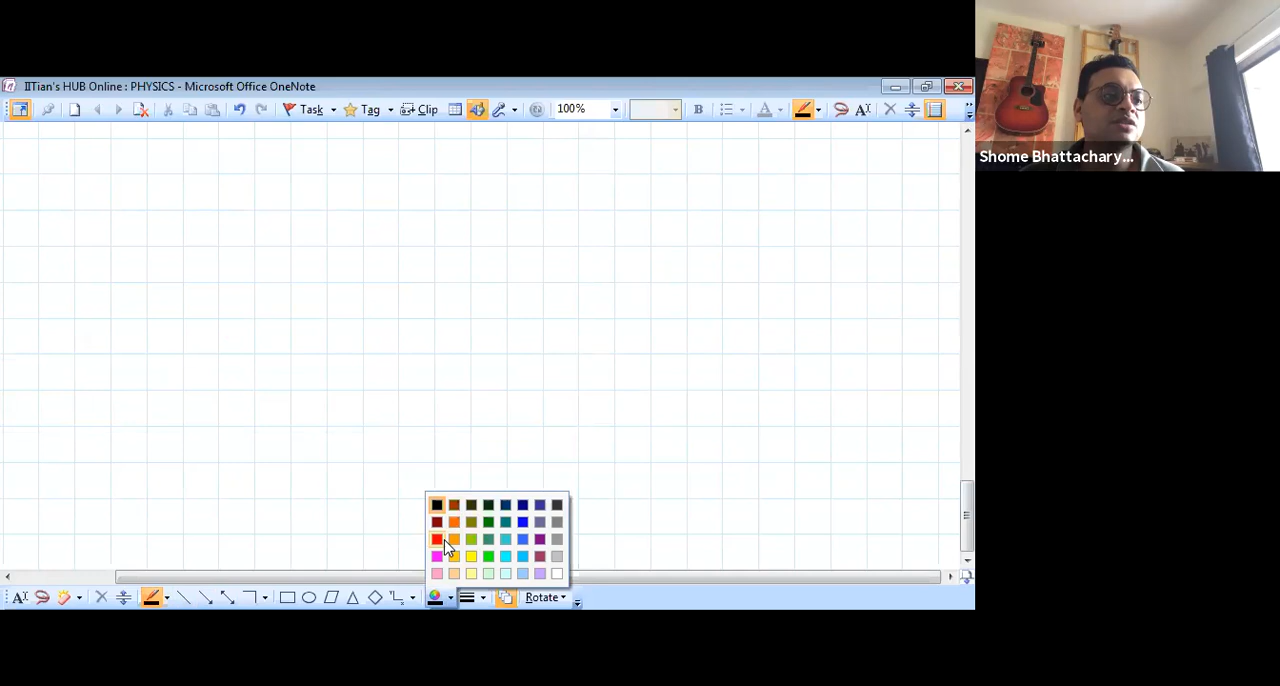 IITian's HUB Online : PHYSICS - Microsoft Office OneNote
Task Tag Clip 100% B A
Shome Bhattachary...
Rotate